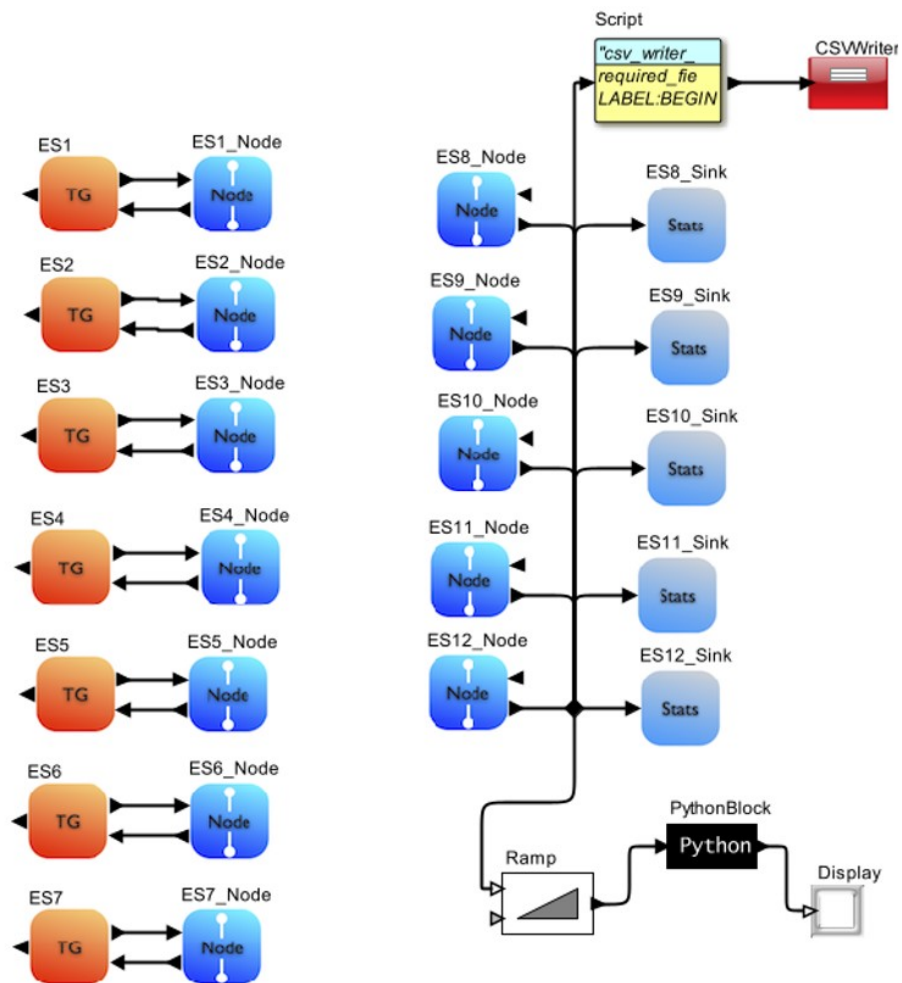 Script
"csv_writer_
required_fie
LABEL:BEGIN
CSVWriter
ES1
TG
ES1_Node
Node
ES2
TG
ES2_Node
Node
ES3
TG
ES3_Node
Node
ES4
TG
ES4_Node
Node
ES5
TG
ES5_Node
Node
ES6
TG
ES6_Node
Node
ES7
TG
ES7_Node
Node
ES8_Node
Node
ES8_Sink
Stats
ES9_Node
Node
ES9_Sink
Stats
ES10_Node
Node
ES10_Sink
Stats
ES11_Node
Node
ES11_Sink
Stats
ES12_Node
Node
ES12_Sink
Stats
Ramp
PythonBlock
Python
Display